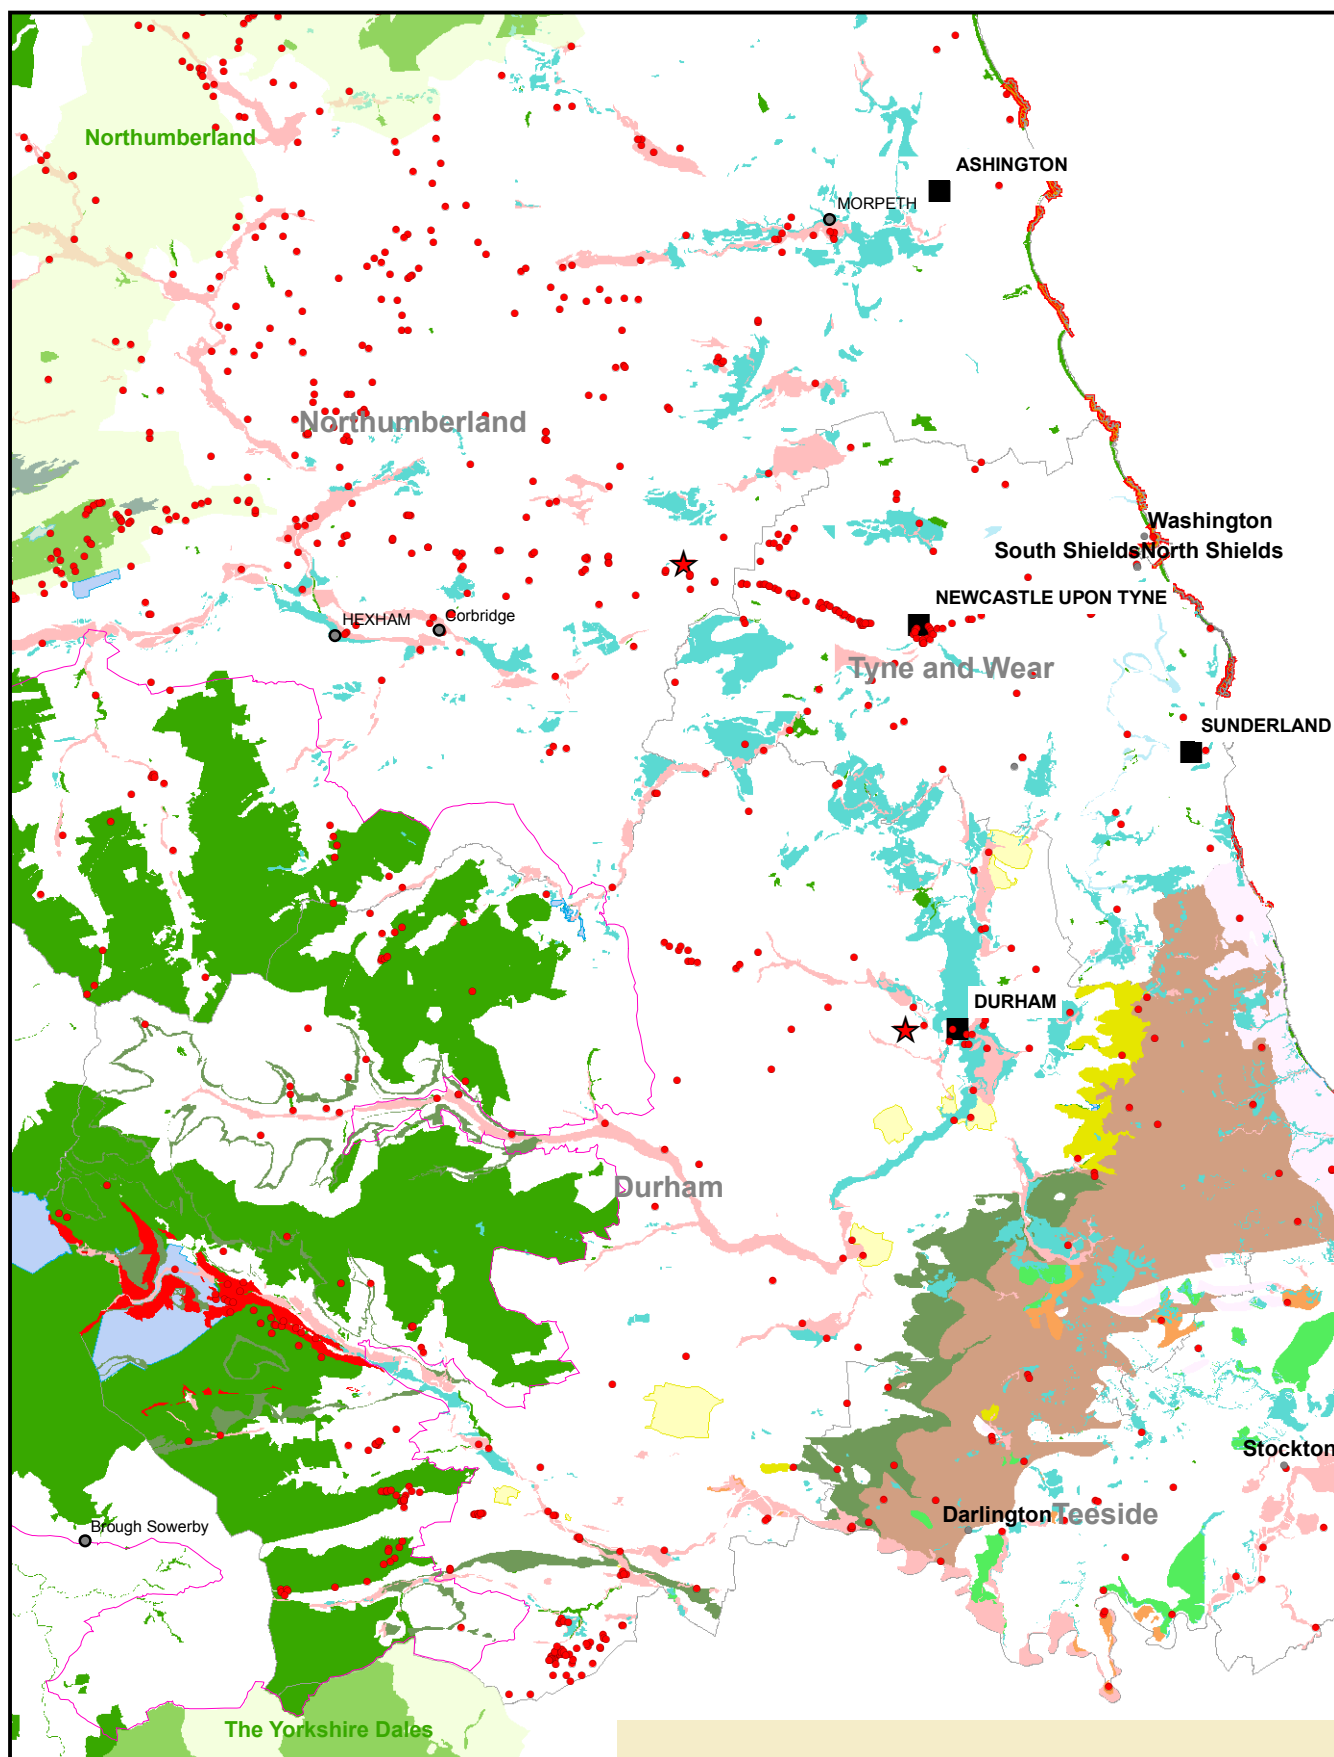 Northumberland
ASHINGTON
MORPETH
Northumberland
Washington
South Shields North Shields
NEWCASTLE UPON TYNE
HEXHAM
Corbridge
Tyne and Wear
SUNDERLAND
DURHAM
Durham
Stockton
Darlington
Teeside
Brough Sowerby
The Yorkshire Dales